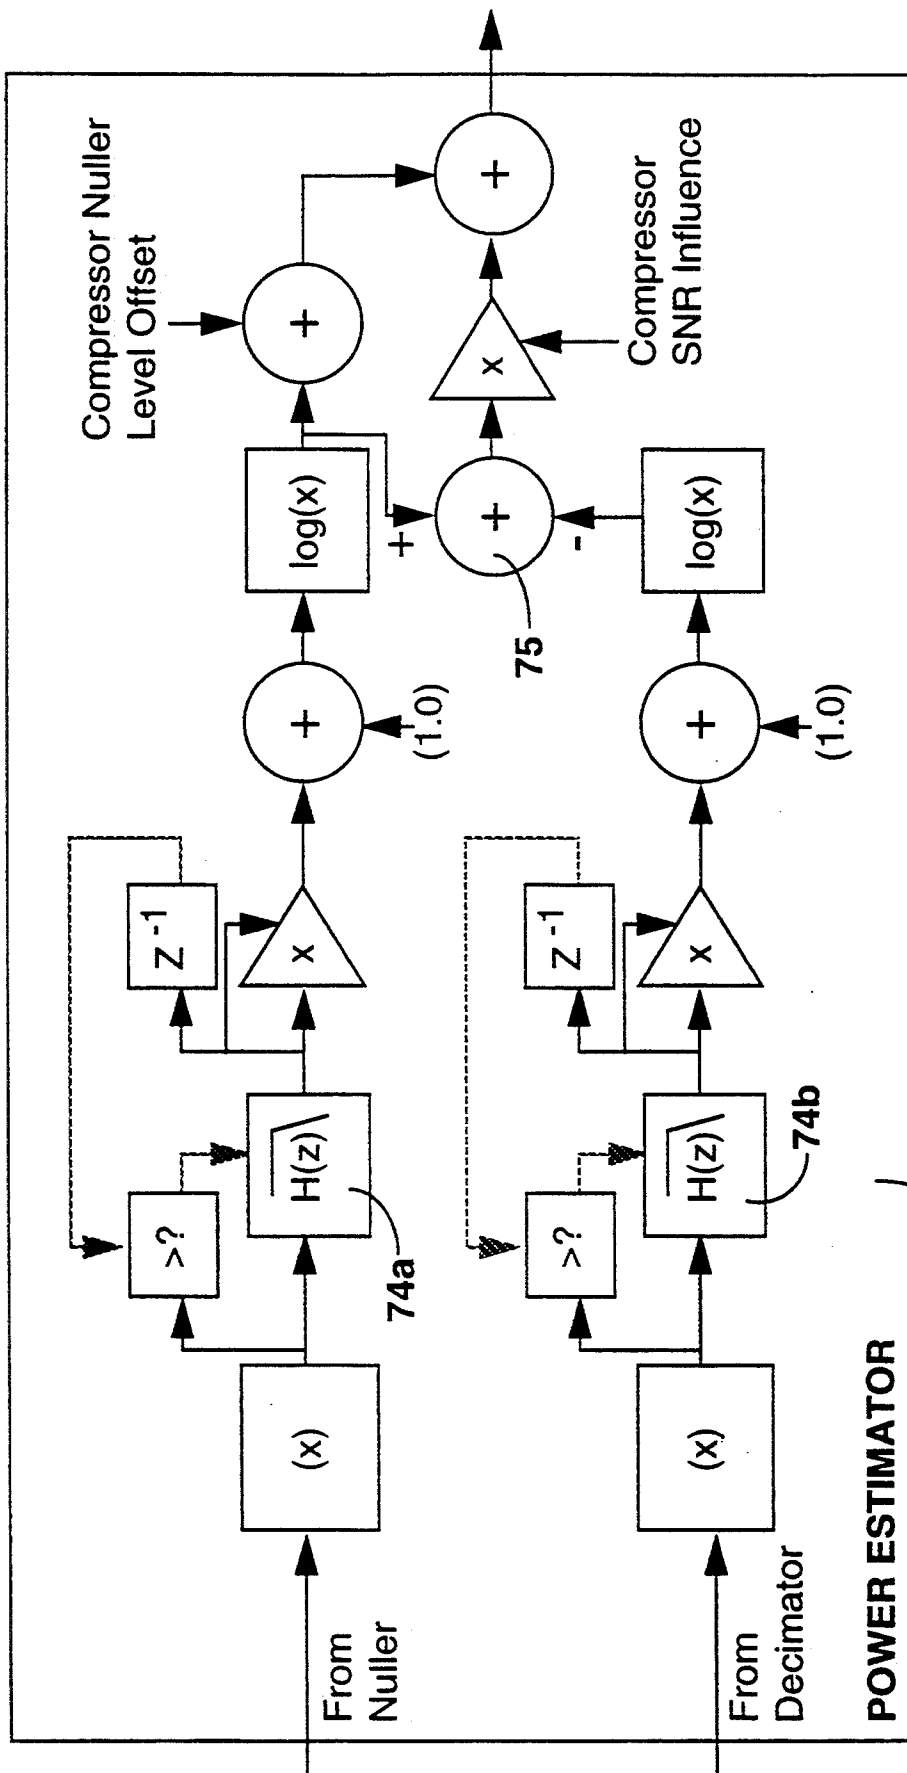 From
Nuller
(x)
>?
H(z)
74a
Z⁻¹
x
+
(1.0)
log(x)
+
Compressor Nuller
Level Offset
+
75
+
-
x
Compressor
SNR Influence
+
From
Decimator
(x)
>?
H(z)
74b
Z⁻¹
x
+
(1.0)
log(x)
POWER ESTIMATOR